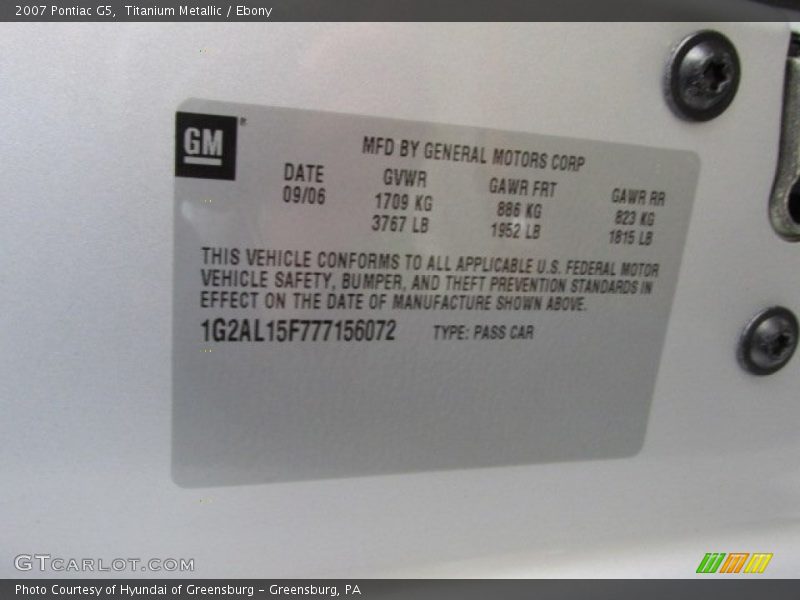 2007 Pontiac G5, Titanium Metallic / Ebony
GM ®
MFD BY GENERAL MOTORS CORP
DATE GVWR GAWR FRT GAWR RR
09/06 1709 KG 886 KG 823 KG
3767 LB 1952 LB 1815 LB
THIS VEHICLE CONFORMS TO ALL APPLICABLE U.S. FEDERAL MOTOR
VEHICLE SAFETY, BUMPER, AND THEFT PREVENTION STANDARDS IN
EFFECT ON THE DATE OF MANUFACTURE SHOWN ABOVE.
1G2AL15F777156072 TYPE: PASS CAR
GTCARLOT.COM
Photo Courtesy of Hyundai of Greensburg - Greensburg, PA